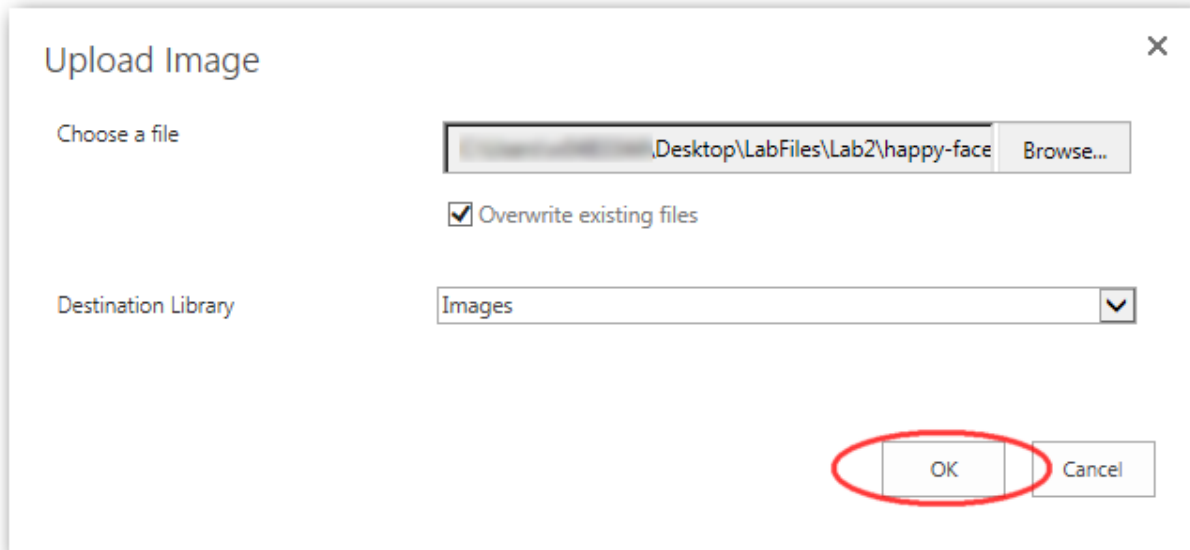 Upload Image
Choose a file
\Desktop\LabFiles\Lab2\happy-face
Browse...
Overwrite existing files
Destination Library
Images
OK
Cancel